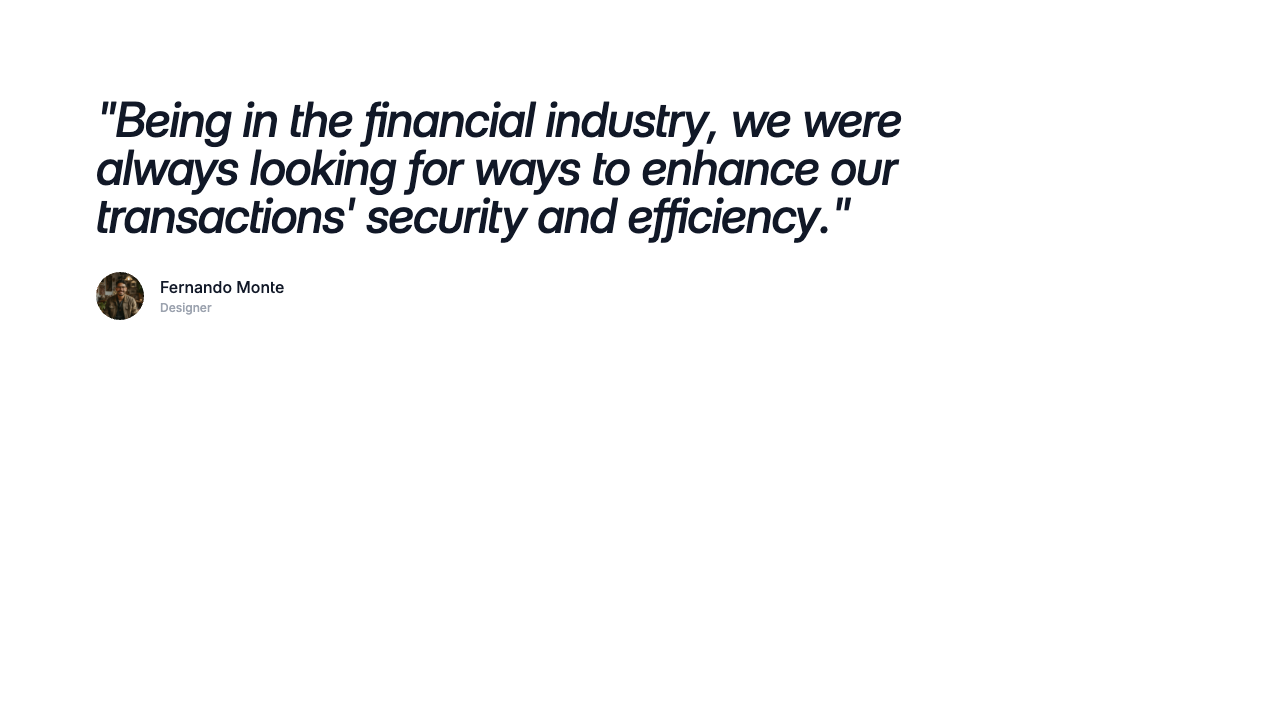 "Being in the financial industry, we were
always looking for ways to enhance our
transactions' security and efficiency."
Fernando Monte
Designer